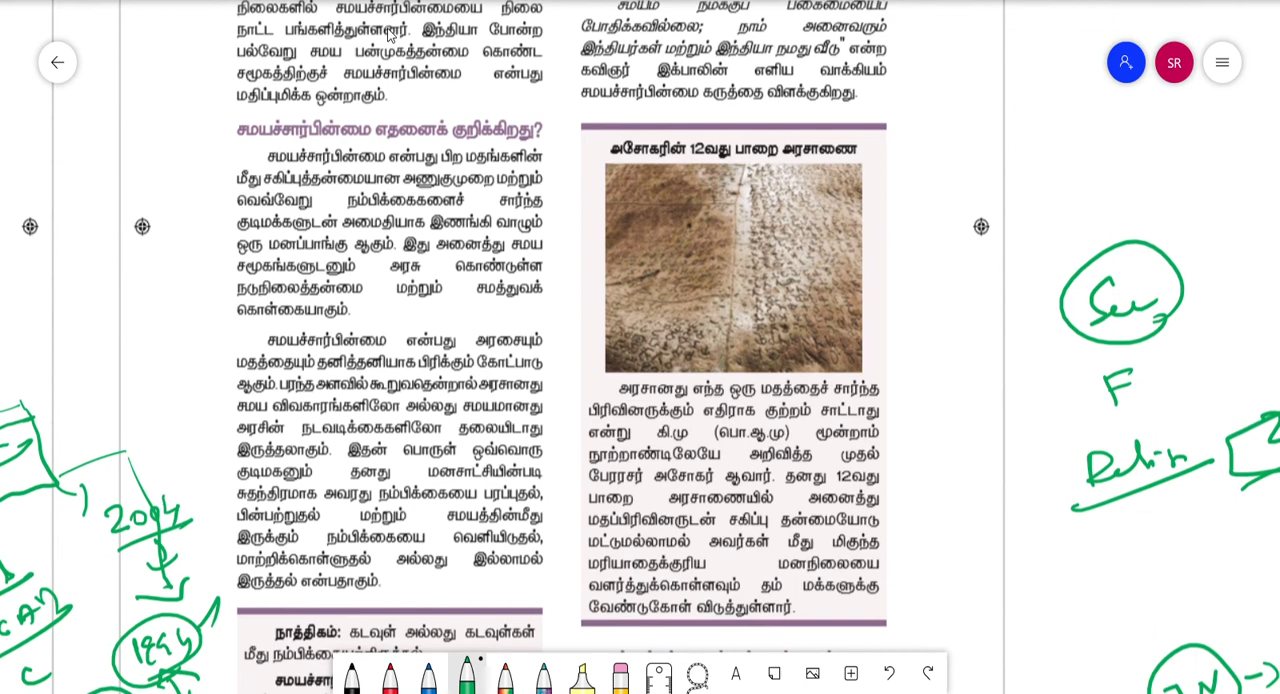 நிலைகளில் சமயச்சார்பின்மையை நிலை
நாட்ட பங்களித்துள்ளனர். இந்தியா போன்ற
பல்வேறு சமய பன்முகத்தன்மை கொண்ட
சமூகத்திற்குச் சமயச்சார்பின்மை என்பது
மதிப்புமிக்க ஒன்றாகும்.
சமயச்சார்பின்மை எதனைக் குறிக்கிறது?
சமயச்சார்பின்மை என்பது பிற மதங்களின்
மீது சகிப்புத்தன்மையான அணுகுமுறை மற்றும்
வெவ்வேறு நம்பிக்கைகளைச் சார்ந்த
குடிமக்களுடன் அமைதியாக இணங்கி வாழும்
ஒரு மனப்பாங்கு ஆகும். இது அனைத்து சமய
சமூகங்களுடனும் அரசு கொண்டுள்ள
நடுநிலைத்தன்மை மற்றும் சமத்துவக்
கொள்கையாகும்.
சமயச்சார்பின்மை என்பது அரசையும்
மதத்தையும் தனித்தனியாக பிரிக்கும் கோட்பாடு
ஆகும். பரந்த அளவில் கூறுவதென்றால் அரசானது
சமய விவகாரங்களிலோ அல்லது சமயமானது
அரசின் நடவடிக்கைகளிலோ தலையிடாது
இருத்தலாகும். இதன் பொருள் ஒவ்வொரு
குடிமகனும் தனது மனசாட்சியின்படி
சுதந்திரமாக அவரது நம்பிக்கையை பரப்புதல்,
பின்பற்றுதல் மற்றும் சமயத்தின்மீது
இருக்கும் நம்பிக்கையை வெளியிடுதல்,
மாற்றிக்கொள்ளுதல் அல்லது இல்லாமல்
இருத்தல் என்பதாகும்.
நாத்திகம்: கடவுள் அல்லது கடவுள்கள்
மீது
சமயம் நமக்குப் பகைமையைப்
போதிக்கவில்லை; நாம் அனைவரும்
இந்தியர்கள் மற்றும் இந்தியா நமது வீடு" என்ற
கவிஞர் இக்பாலின் எளிய வாக்கியம்
சமயச்சார்பின்மை கருத்தை விளக்குகிறது.
அசோகரின் 12வது பாறை அரசாணை
அரசானது எந்த ஒரு மதத்தைச் சார்ந்த
பிரிவினருக்கும் எதிராக குற்றம் சாட்டாது
என்று கி.மு (பொ.ஆ.மு) மூன்றாம்
நூற்றாண்டிலேயே அறிவித்த முதல்
பேரரசர் அசோகர் ஆவார். தனது 12வது
பாறை அரசாணையில் அனைத்து
மதப்பிரிவினருடன் சகிப்பு தன்மையோடு
மட்டுமல்லாமல் அவர்கள் மீது மிகுந்த
மரியாதைக்குரிய மனநிலையை
வளர்த்துக்கொள்ளவும் தம் மக்களுக்கு
வேண்டுகோள் விடுத்துள்ளார்.
SR
F
2004
1994
A